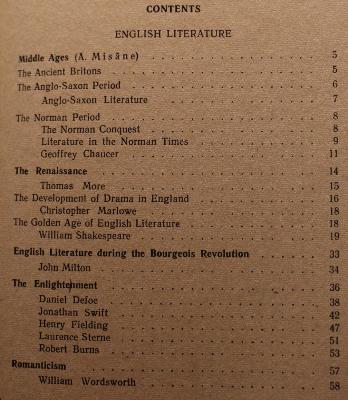 CONTENTS
ENGLISH LITERATURE
Middle Ages (A. Misāne) . . . . . . . . . . 5
The Ancient Britons . . . . . . . . . . 5
The Anglo-Saxon Period . . . . . . . . . . 6
Anglo-Saxon Literature . . . . . . . . . . 7
The Norman Period . . . . . . . . . . 8
The Norman Conquest . . . . . . . . . . 8
Literature in the Norman Times . . . . . . . . . . 9
Geoffrey Chaucer . . . . . . . . . . 11
The Renaissance . . . . . . . . . . 14
Thomas More . . . . . . . . . . 15
The Development of Drama in England . . . . . . . . . . 16
Christopher Marlowe . . . . . . . . . . 18
The Golden Age of English Literature . . . . . . . . . . 18
William Shakespeare . . . . . . . . . . 19
English Literature during the Bourgeois Revolution . . . . . . . . . . 33
John Milton . . . . . . . . . . 34
The Enlightenment . . . . . . . . . . 36
Daniel Defoe . . . . . . . . . . 38
Jonathan Swift . . . . . . . . . . 42
Henry Fielding . . . . . . . . . . 47
Laurence Sterne . . . . . . . . . . 51
Robert Burns . . . . . . . . . . 53
Romanticism . . . . . . . . . . 57
William Wordsworth . . . . . . . . . . 58